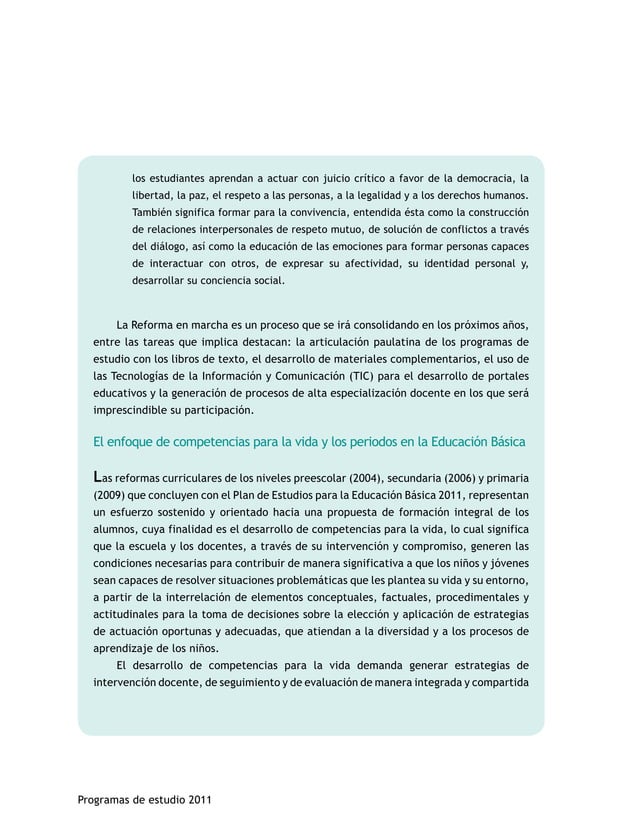 los estudiantes aprendan a actuar con juicio crítico a favor de la democracia, la
libertad, la paz, el respeto a las personas, a la legalidad y a los derechos humanos.
También significa formar para la convivencia, entendida ésta como la construcción
de relaciones interpersonales de respeto mutuo, de solución de conflictos a través
del diálogo, así como la educación de las emociones para formar personas capaces
de interactuar con otros, de expresar su afectividad, su identidad personal y,
desarrollar su conciencia social.
La Reforma en marcha es un proceso que se irá consolidando en los próximos años,
entre las tareas que implica destacan: la articulación paulatina de los programas de
estudio con los libros de texto, el desarrollo de materiales complementarios, el uso de
las Tecnologías de la Información y Comunicación (TIC) para el desarrollo de portales
educativos y la generación de procesos de alta especialización docente en los que será
imprescindible su participación.
El enfoque de competencias para la vida y los periodos en la Educación Básica
Las reformas curriculares de los niveles preescolar (2004), secundaria (2006) y primaria
(2009) que concluyen con el Plan de Estudios para la Educación Básica 2011, representan
un esfuerzo sostenido y orientado hacia una propuesta de formación integral de los
alumnos, cuya finalidad es el desarrollo de competencias para la vida, lo cual significa
que la escuela y los docentes, a través de su intervención y compromiso, generen las
condiciones necesarias para contribuir de manera significativa a que los niños y jóvenes
sean capaces de resolver situaciones problemáticas que les plantea su vida y su entorno,
a partir de la interrelación de elementos conceptuales, factuales, procedimentales y
actitudinales para la toma de decisiones sobre la elección y aplicación de estrategias
de actuación oportunas y adecuadas, que atiendan a la diversidad y a los procesos de
aprendizaje de los niños.
El desarrollo de competencias para la vida demanda generar estrategias de
intervención docente, de seguimiento y de evaluación de manera integrada y compartida
Programas de estudio 2011